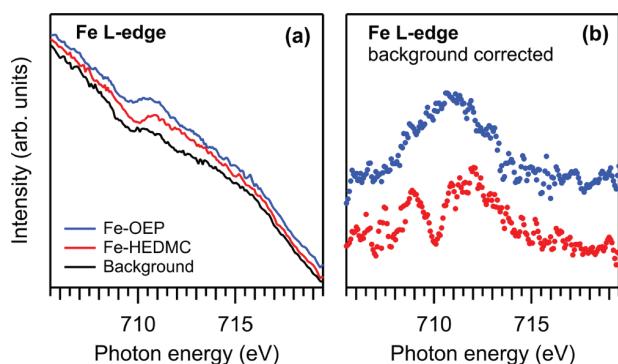 Fe L-edge (a)
Intensity (arb. units)
Fe-OEP
Fe-HEDMC
Background
710 715
Photon energy (eV)
Fe L-edge (b)
background corrected
710 715
Photon energy (eV)